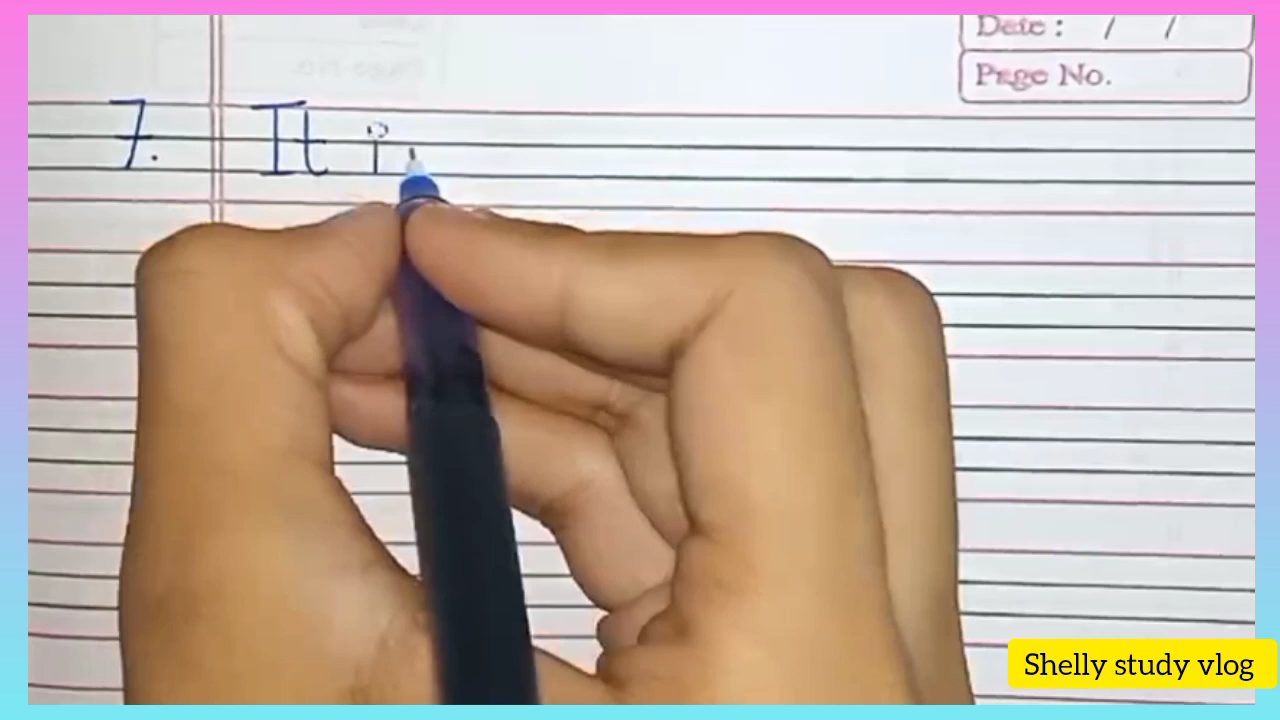 Date : / /
Page No.
7. It i
Shelly study vlog